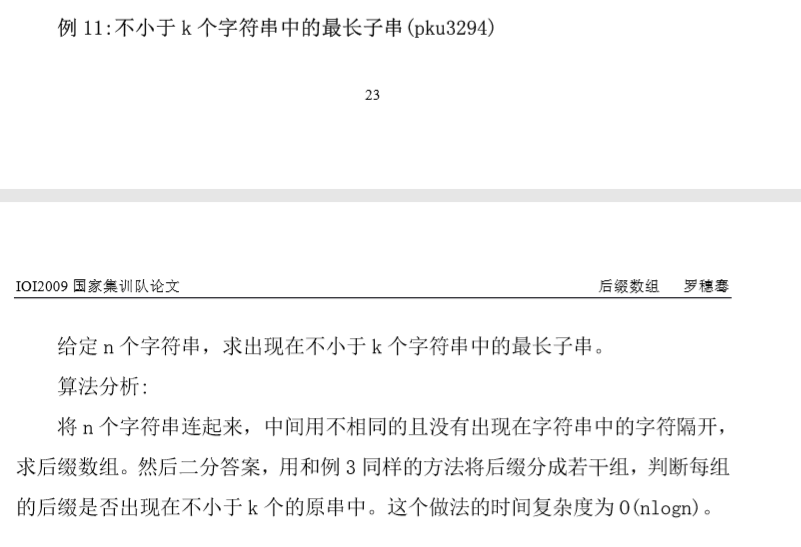 例 11:不小于 k 个字符串中的最长子串(pku3294)
23
IOI2009 国家集训队论文 后缀数组 罗穗骞
给定 n 个字符串，求出现在不小于 k 个字符串中的最长子串。
算法分析:
将 n 个字符串连起来，中间用不相同的且没有出现在字符串中的字符隔开，
求后缀数组。然后二分答案，用和例 3 同样的方法将后缀分成若干组，判断每组
的后缀是否出现在不小于 k 个的原串中。这个做法的时间复杂度为 O(nlogn)。